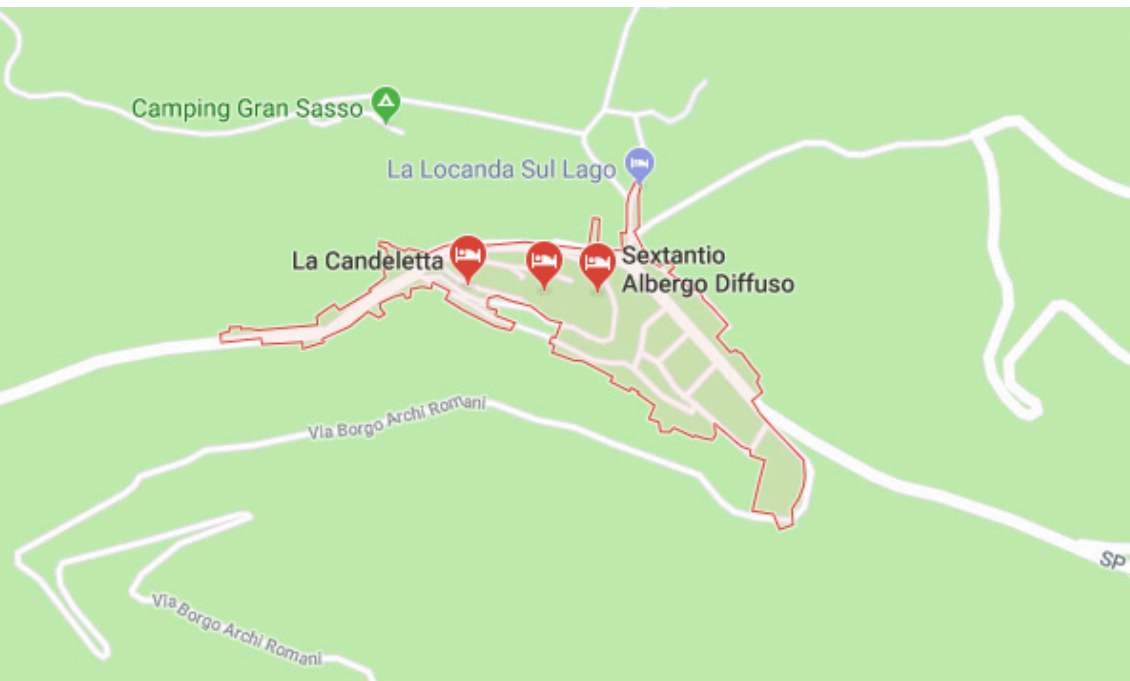 Camping Gran Sasso
La Locanda Sul Lago
La Candeletta
Sextantio
Albergo Diffuso
Via Borgo Archi Romani
SP
Via Borgo Archi Romani